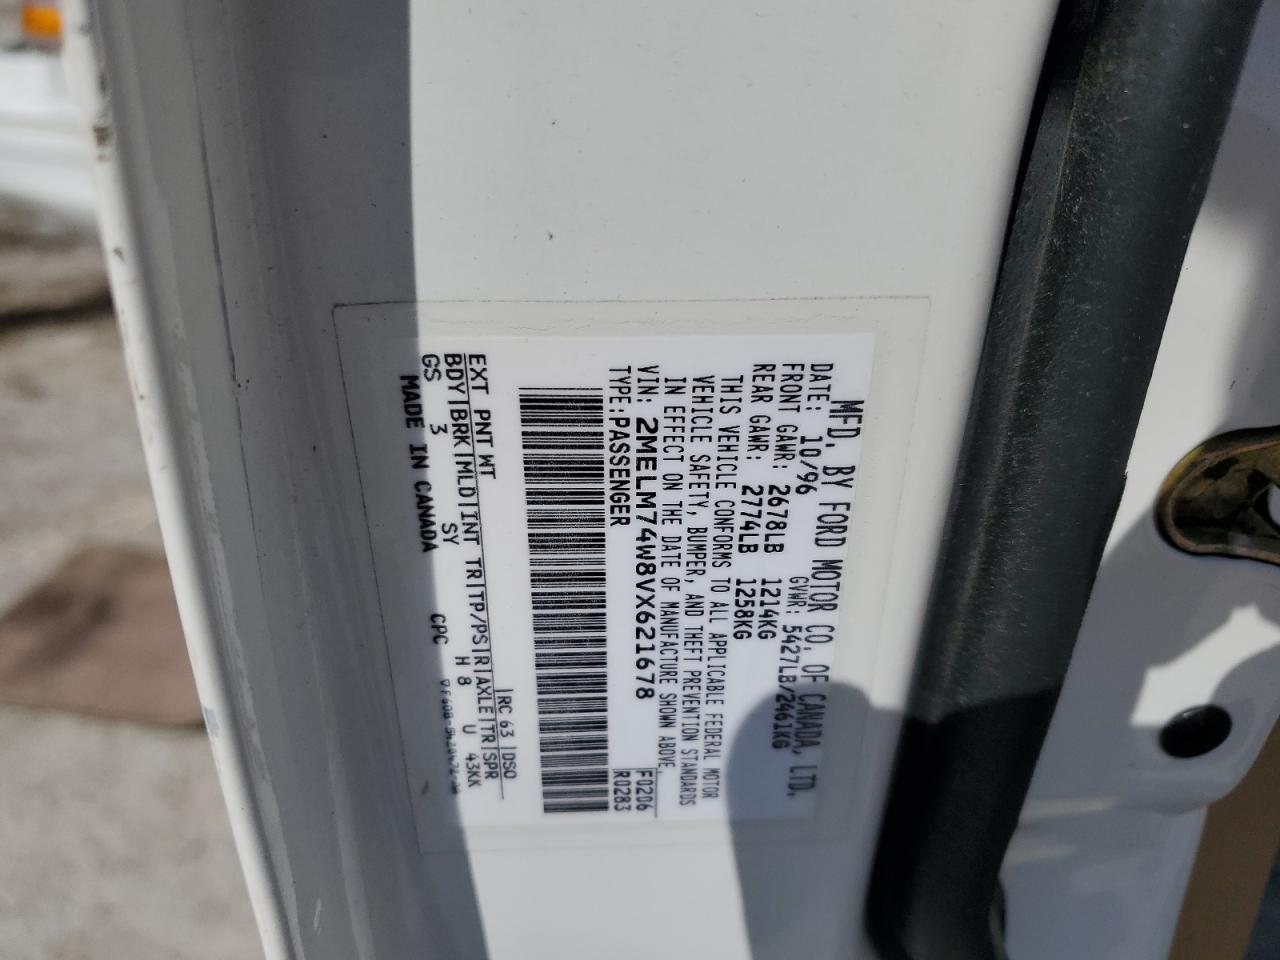 MFD. BY FORD MOTOR CO. OF CANADA, LTD.
DATE: 10/96 GVWR: 5427LB/2461KG
FRONT GAWR: 2678LB 1214KG
REAR GAWR: 2774LB 1258KG
THIS VEHICLE CONFORMS TO ALL APPLICABLE FEDERAL MOTOR
VEHICLE SAFETY, BUMPER, AND THEFT PREVENTION STANDARDS
IN EFFECT ON THE DATE OF MANUFACTURE SHOWN ABOVE.
VIN: 2MELM74W8VX621678 F0206
TYPE: PASSENGER R0283
EXT PNT WT RC 63 DSO
BDY BRK MLD INT TR TP/PS R AXLE TR SPR
GS 3 SY H 8 U 43KK
MADE IN CANADA CPC